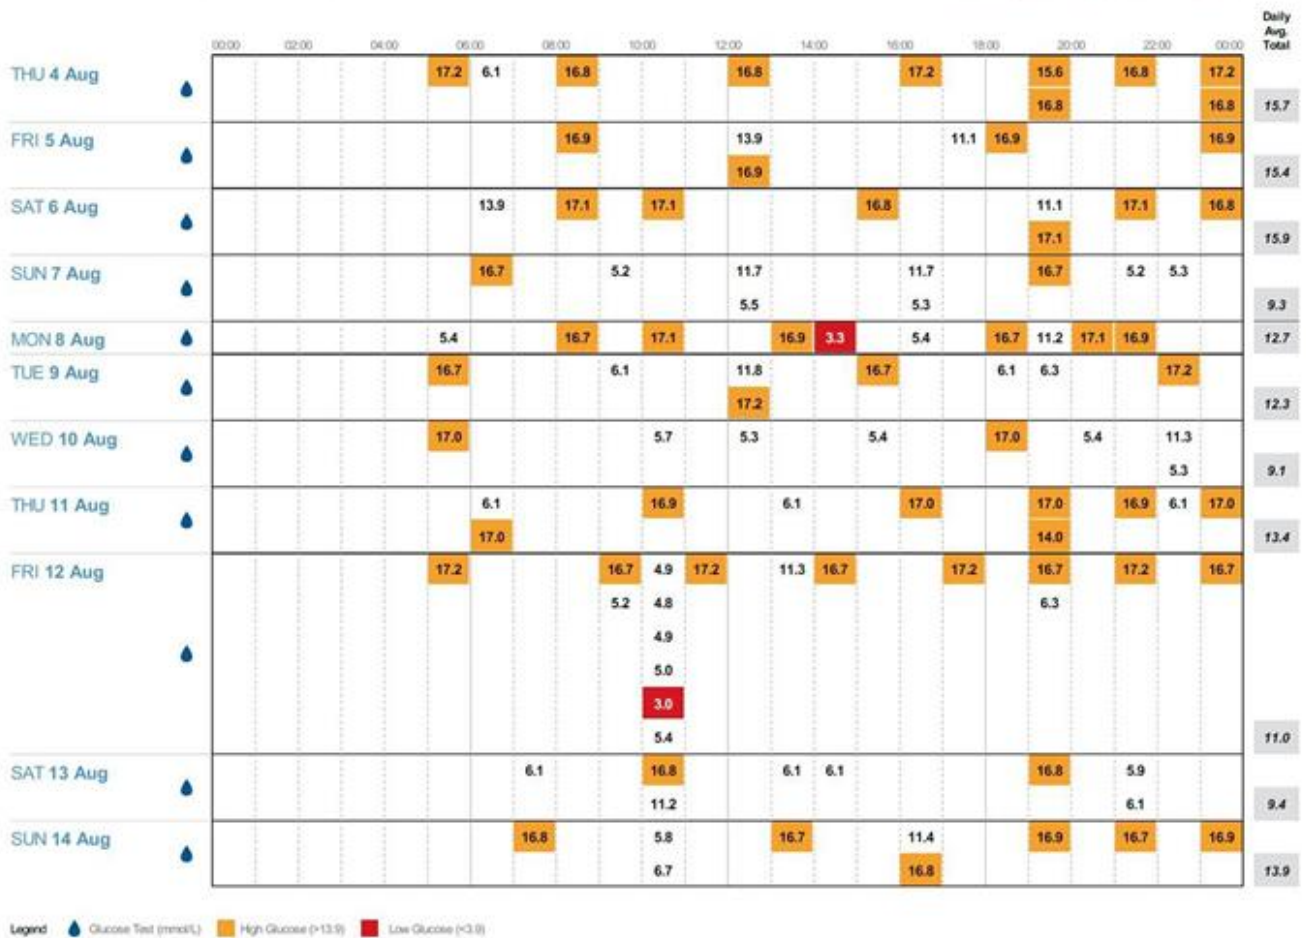 Daily
Avg.
Total
00:00 02:00 04:00 06:00 08:00 10:00 12:00 14:00 16:00 18:00 20:00 22:00 00:00
THU 4 Aug 17.2 6.1 16.8 16.8 17.2 15.6 16.8 17.2
16.8 16.8 15.7
FRI 5 Aug 16.9 13.9 11.1 16.9 16.9
16.9 15.4
SAT 6 Aug 13.9 17.1 17.1 16.8 11.1 17.1 16.8
17.1 15.9
SUN 7 Aug 16.7 5.2 11.7 11.7 16.7 5.2 5.3
5.5 5.3 9.3
MON 8 Aug 5.4 16.7 17.1 16.9 3.3 5.4 16.7 11.2 17.1 16.9 12.7
TUE 9 Aug 16.7 6.1 11.8 16.7 6.1 6.3 17.2
17.2 12.3
WED 10 Aug 17.0 5.7 5.3 5.4 17.0 5.4 11.3
5.3 9.1
THU 11 Aug 6.1 16.9 6.1 17.0 17.0 16.9 6.1 17.0
17.0 14.0 13.4
FRI 12 Aug 17.2 16.7 4.9 17.2 11.3 16.7 17.2 16.7 17.2 16.7
5.2 4.8 6.3
4.9
5.0
3.0
5.4 11.0
SAT 13 Aug 6.1 16.8 6.1 6.1 16.8 5.9
11.2 6.1 9.4
SUN 14 Aug 16.8 5.8 16.7 11.4 16.9 16.7 16.9
6.7 16.8 13.9
Legend Glucose Test (mmol/L) High Glucose (>13.9) Low Glucose (<3.9)